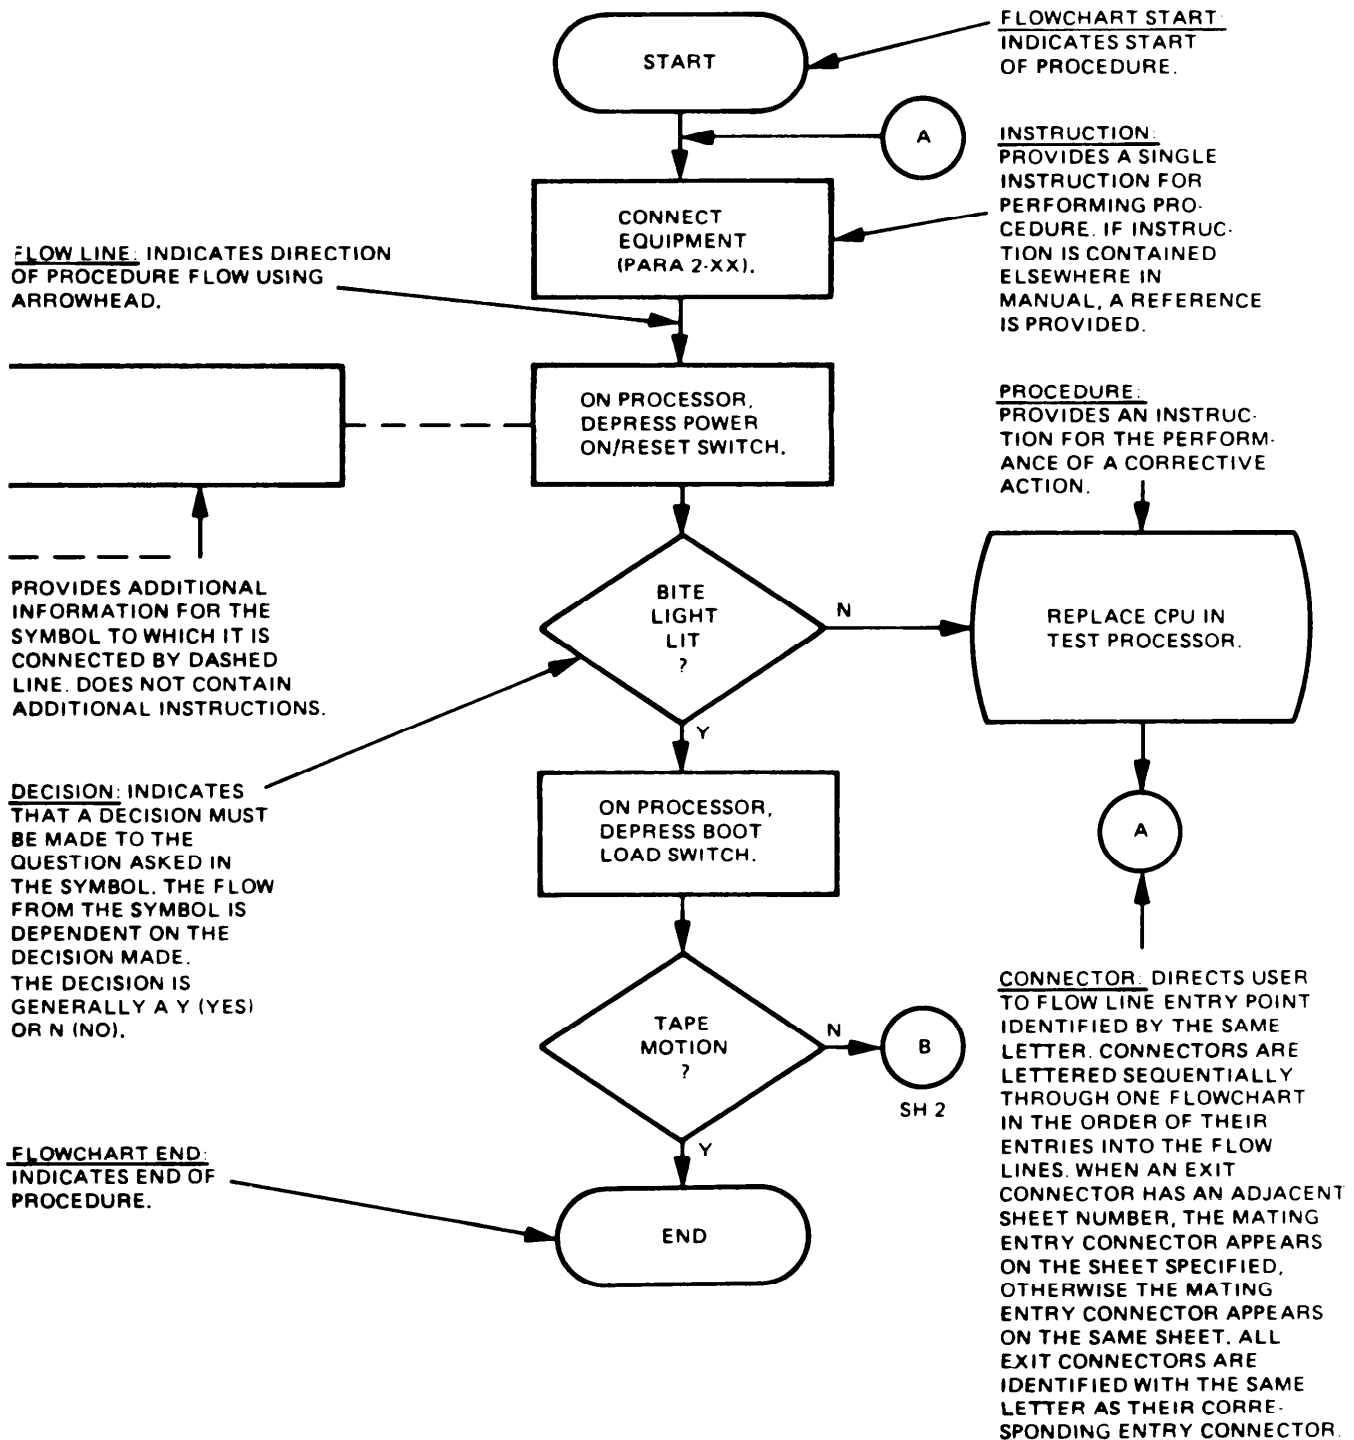 START
FLOWCHART START
INDICATES START
OF PROCEDURE.
A
INSTRUCTION:
PROVIDES A SINGLE
INSTRUCTION FOR
PERFORMING PRO-
CEDURE. IF INSTRUC-
TION IS CONTAINED
ELSEWHERE IN
MANUAL, A REFERENCE
IS PROVIDED.
CONNECT
EQUIPMENT
(PARA 2-XX).
FLOW LINE: INDICATES DIRECTION
OF PROCEDURE FLOW USING
ARROWHEAD.
ON PROCESSOR,
DEPRESS POWER
ON/RESET SWITCH.
PROCEDURE:
PROVIDES AN INSTRUC-
TION FOR THE PERFORM-
ANCE OF A CORRECTIVE
ACTION.
PROVIDES ADDITIONAL
INFORMATION FOR THE
SYMBOL TO WHICH IT IS
CONNECTED BY DASHED
LINE. DOES NOT CONTAIN
ADDITIONAL INSTRUCTIONS.
BITE
LIGHT
LIT
?
N
Y
REPLACE CPU IN
TEST PROCESSOR.
A
DECISION: INDICATES
THAT A DECISION MUST
BE MADE TO THE
QUESTION ASKED IN
THE SYMBOL. THE FLOW
FROM THE SYMBOL IS
DEPENDENT ON THE
DECISION MADE.
THE DECISION IS
GENERALLY A Y (YES)
OR N (NO).
ON PROCESSOR,
DEPRESS BOOT
LOAD SWITCH.
TAPE
MOTION
?
N
B
SH 2
Y
CONNECTOR: DIRECTS USER
TO FLOW LINE ENTRY POINT
IDENTIFIED BY THE SAME
LETTER. CONNECTORS ARE
LETTERED SEQUENTIALLY
THROUGH ONE FLOWCHART
IN THE ORDER OF THEIR
ENTRIES INTO THE FLOW
LINES. WHEN AN EXIT
CONNECTOR HAS AN ADJACENT
SHEET NUMBER, THE MATING
ENTRY CONNECTOR APPEARS
ON THE SHEET SPECIFIED,
OTHERWISE THE MATING
ENTRY CONNECTOR APPEARS
ON THE SAME SHEET. ALL
EXIT CONNECTORS ARE
IDENTIFIED WITH THE SAME
LETTER AS THEIR CORRE-
SPONDING ENTRY CONNECTOR.
FLOWCHART END:
INDICATES END OF
PROCEDURE.
END